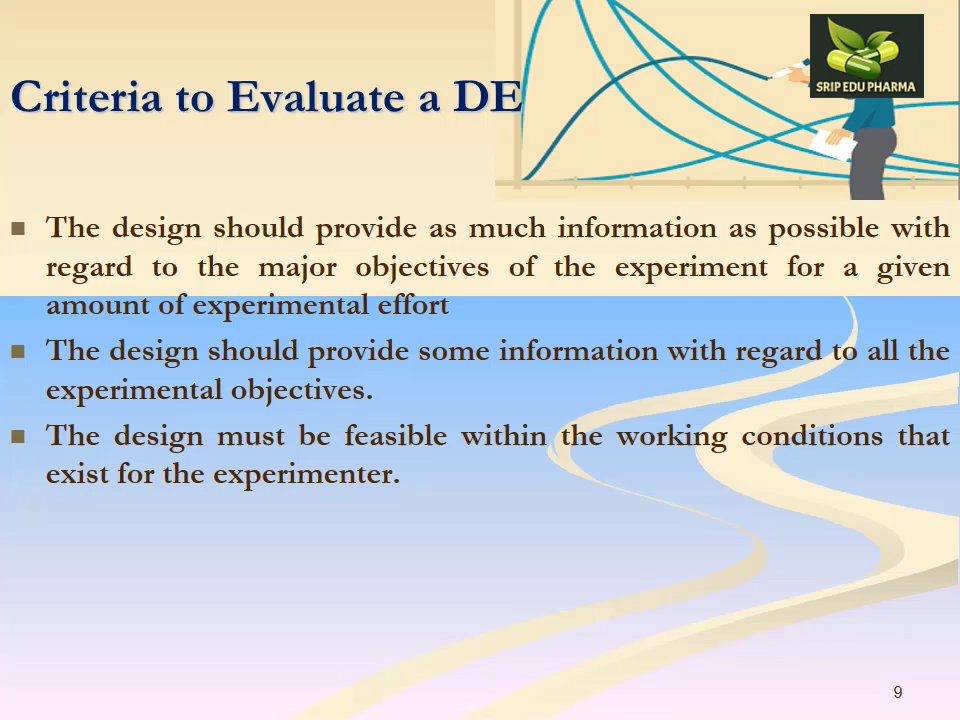 SRIP EDU PHARMA
Criteria to Evaluate a DE
The design should provide as much information as possible with
regard to the major objectives of the experiment for a given
amount of experimental effort
The design should provide some information with regard to all the
experimental objectives.
The design must be feasible within the working conditions that
exist for the experimenter.
9